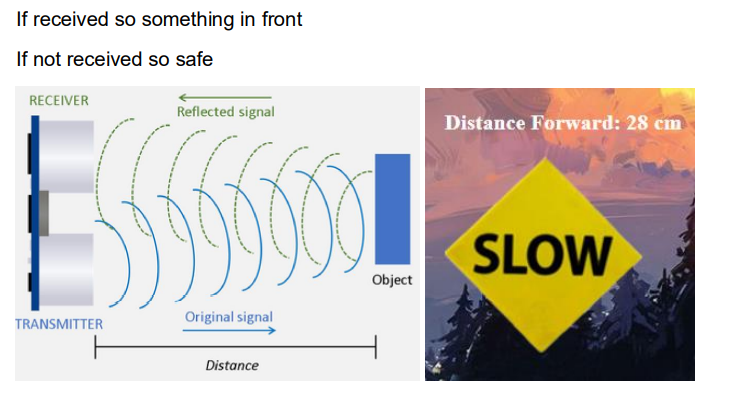 If received so something in front
If not received so safe
RECEIVER
Reflected signal
Object
Original signal
TRANSMITTER
Distance
Distance Forward: 28 cm
SLOW